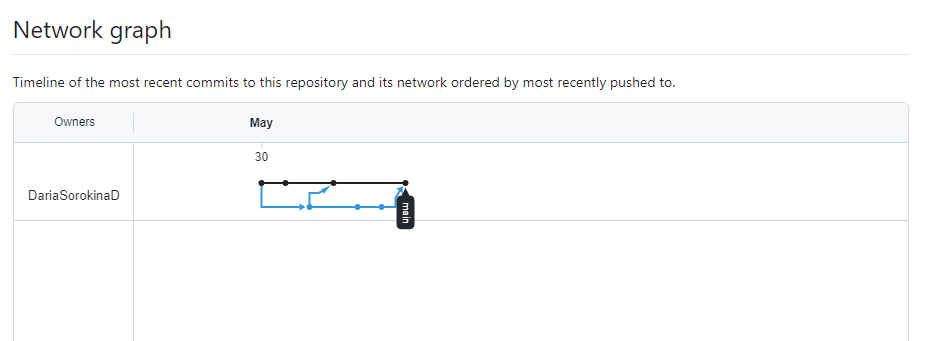 Network graph
Timeline of the most recent commits to this repository and its network ordered by most recently pushed to.
Owners
May
30
DariaSorokinaD
main